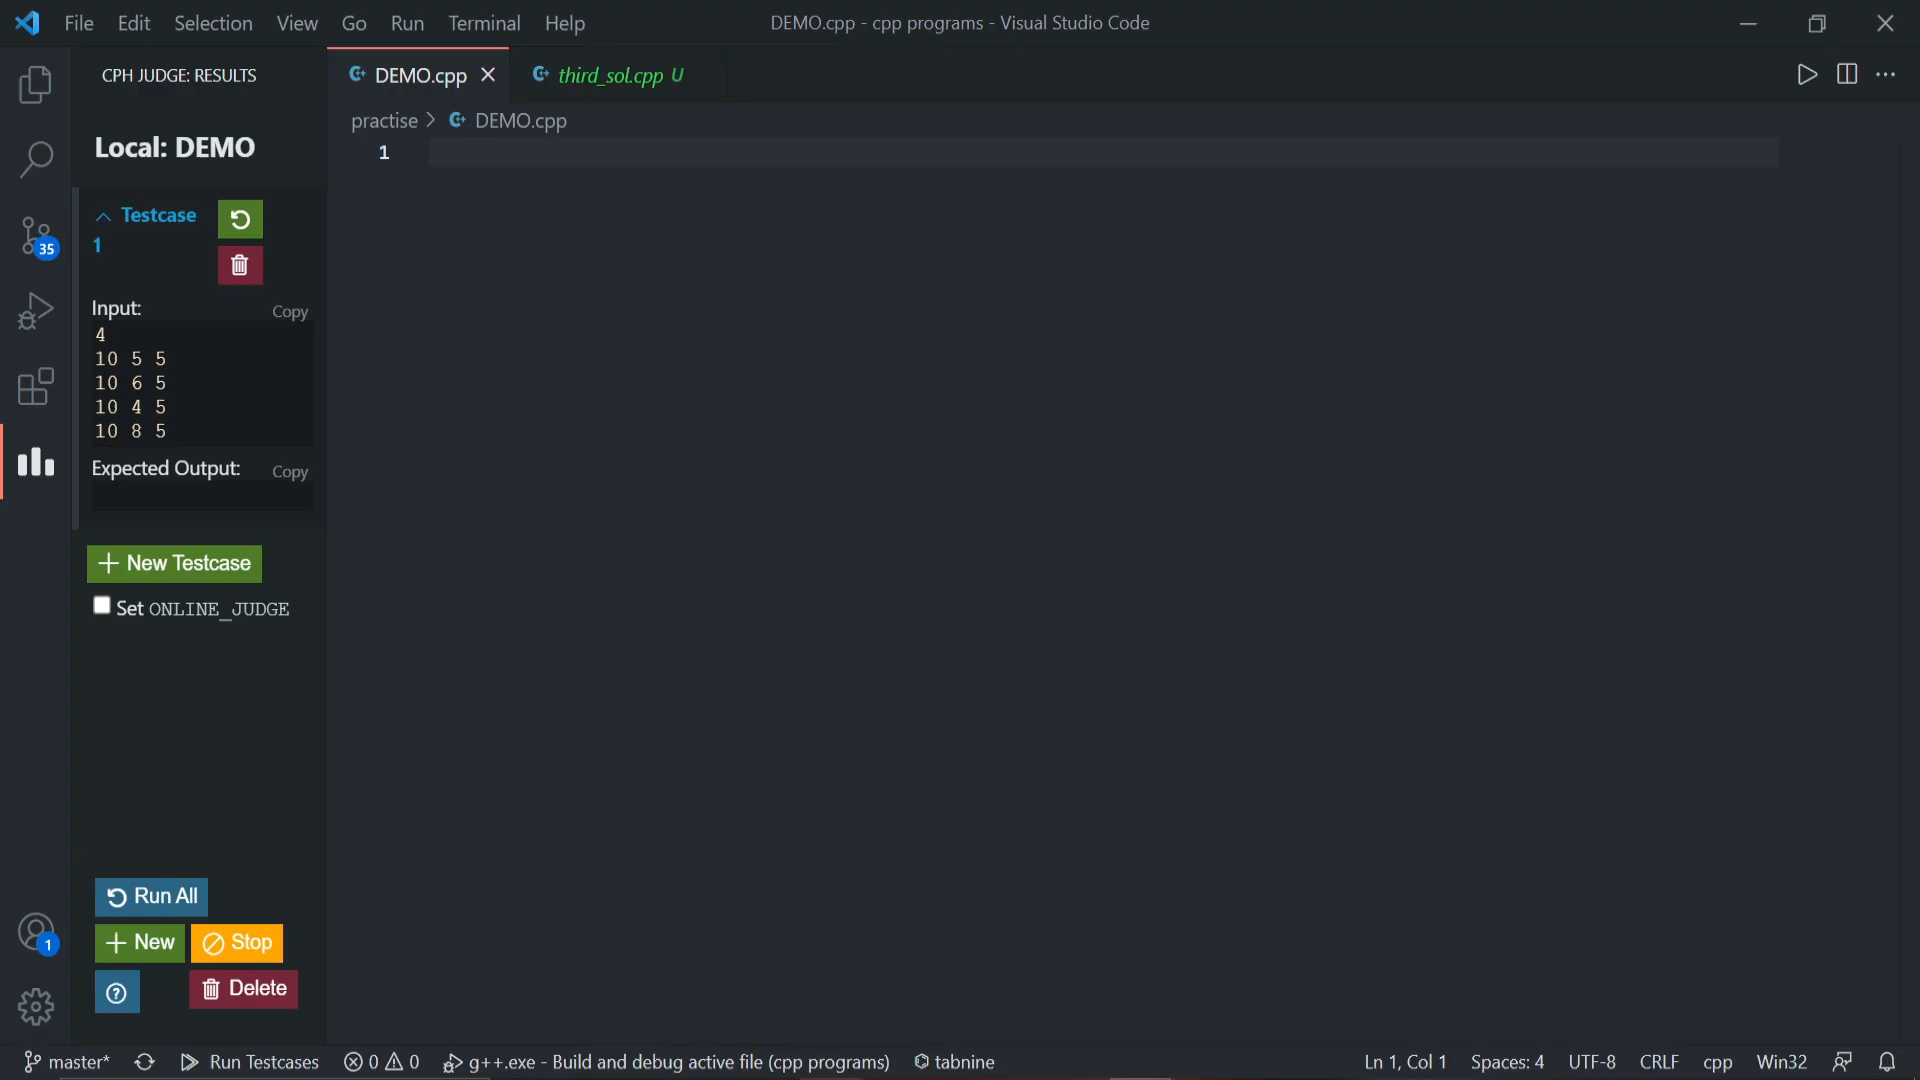 File Edit Selection View Go Run Terminal Help
DEMO.cpp - cpp programs - Visual Studio Code
CPH JUDGE: RESULTS
DEMO.cpp
third_sol.cpp U
practise > DEMO.cpp
1
Local: DEMO
35
Testcase
1
Input:
Copy
4
10 5 5
10 6 5
10 4 5
10 8 5
Expected Output:
Copy
New Testcase
Set ONLINE_JUDGE
Run All
New
Stop
Delete
1
master*
Run Testcases
0 0
g++.exe - Build and debug active file (cpp programs)
tabnine
Ln 1, Col 1
Spaces: 4
UTF-8
CRLF
cpp
Win32